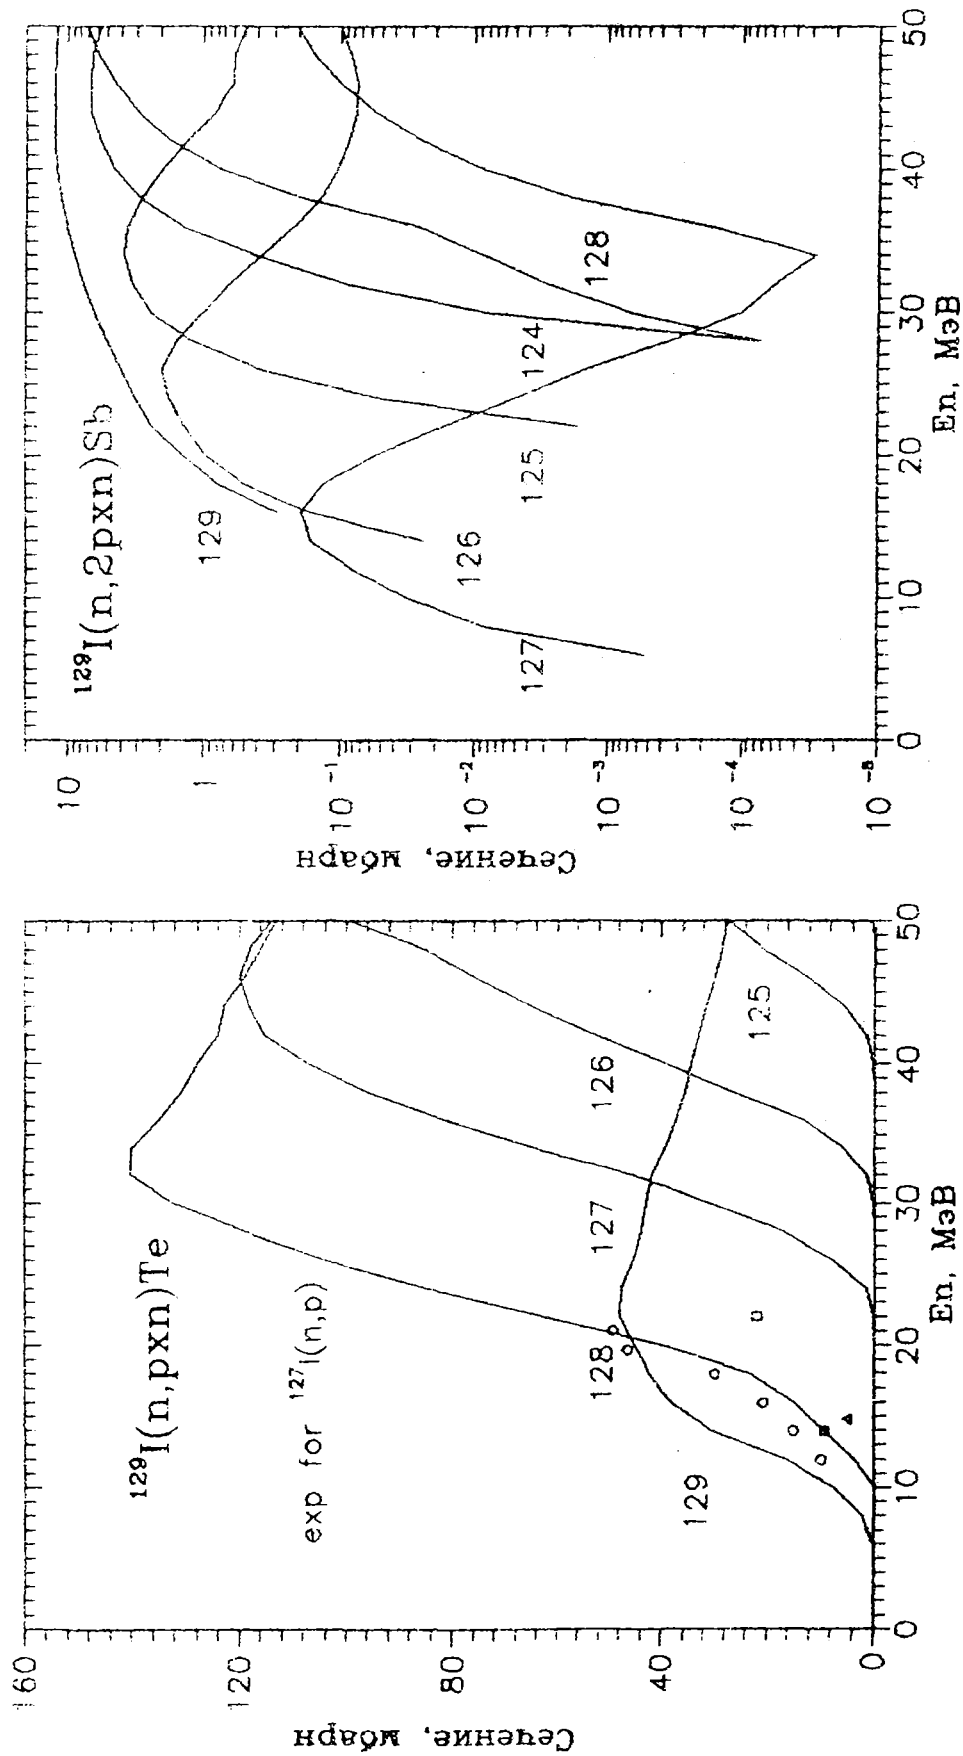 160
120
80
40
0
Сечение, мбарн
¹²⁹I(n,pxn)Te
exp for ¹²⁷I(n,p)
129
128
127
126
125
0 10 20 30 40 50
En, МэВ
10
1
10⁻¹
10⁻²
10⁻³
10⁻⁴
10⁻⁵
Сечение, мбарн
¹²⁹I(n,2pxn)Sb
129
127
126
125
124
128
0 10 20 30 40 50
En, МэВ